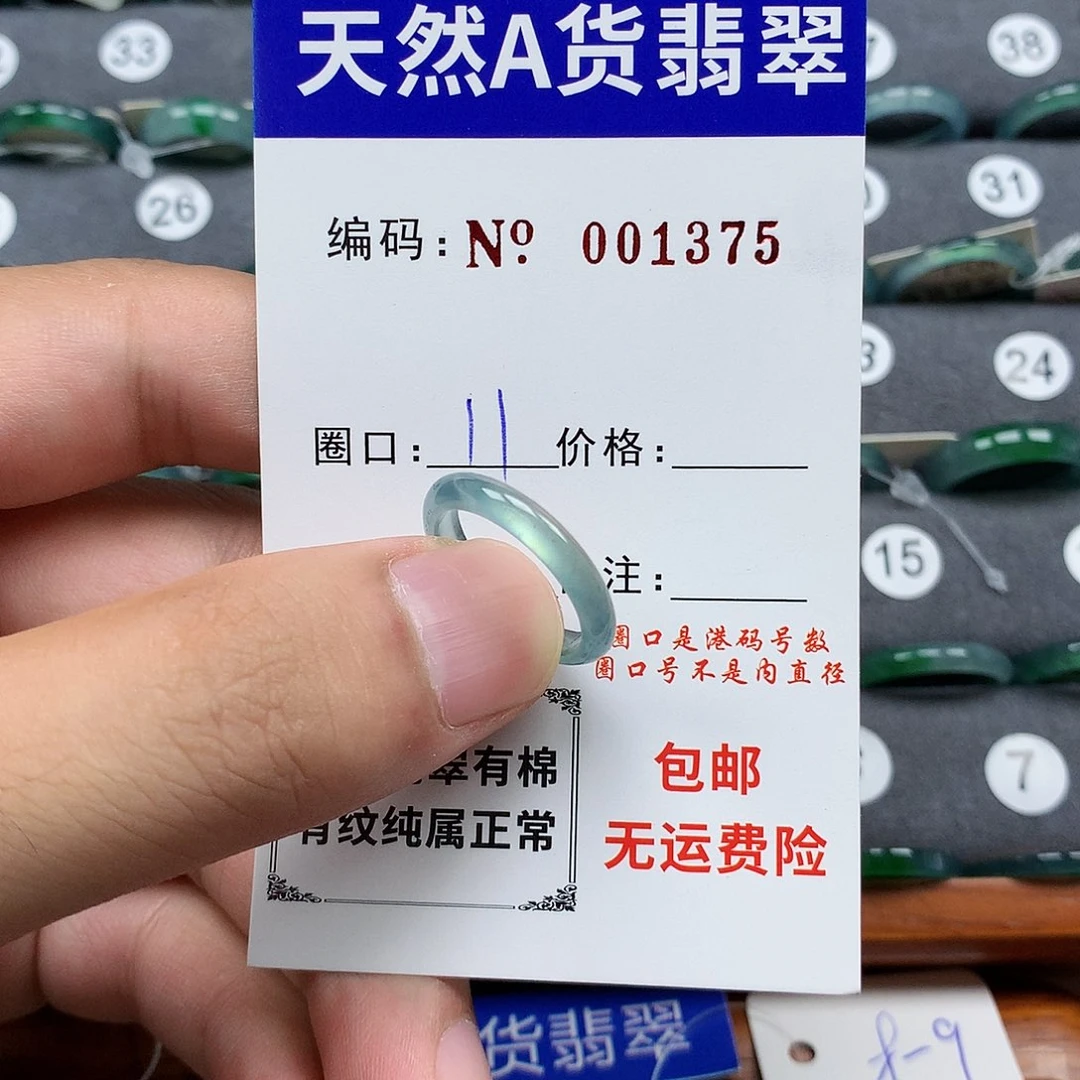 33
38
天然A货翡翠
26
31
编码: Nº 001375
24
圈口: 11 价格:
15
注:
圈口是港码号数
圈口号不是内直径
7
翠有棉
有纹纯属正常
包邮
无运费险
货翡翠
f-9